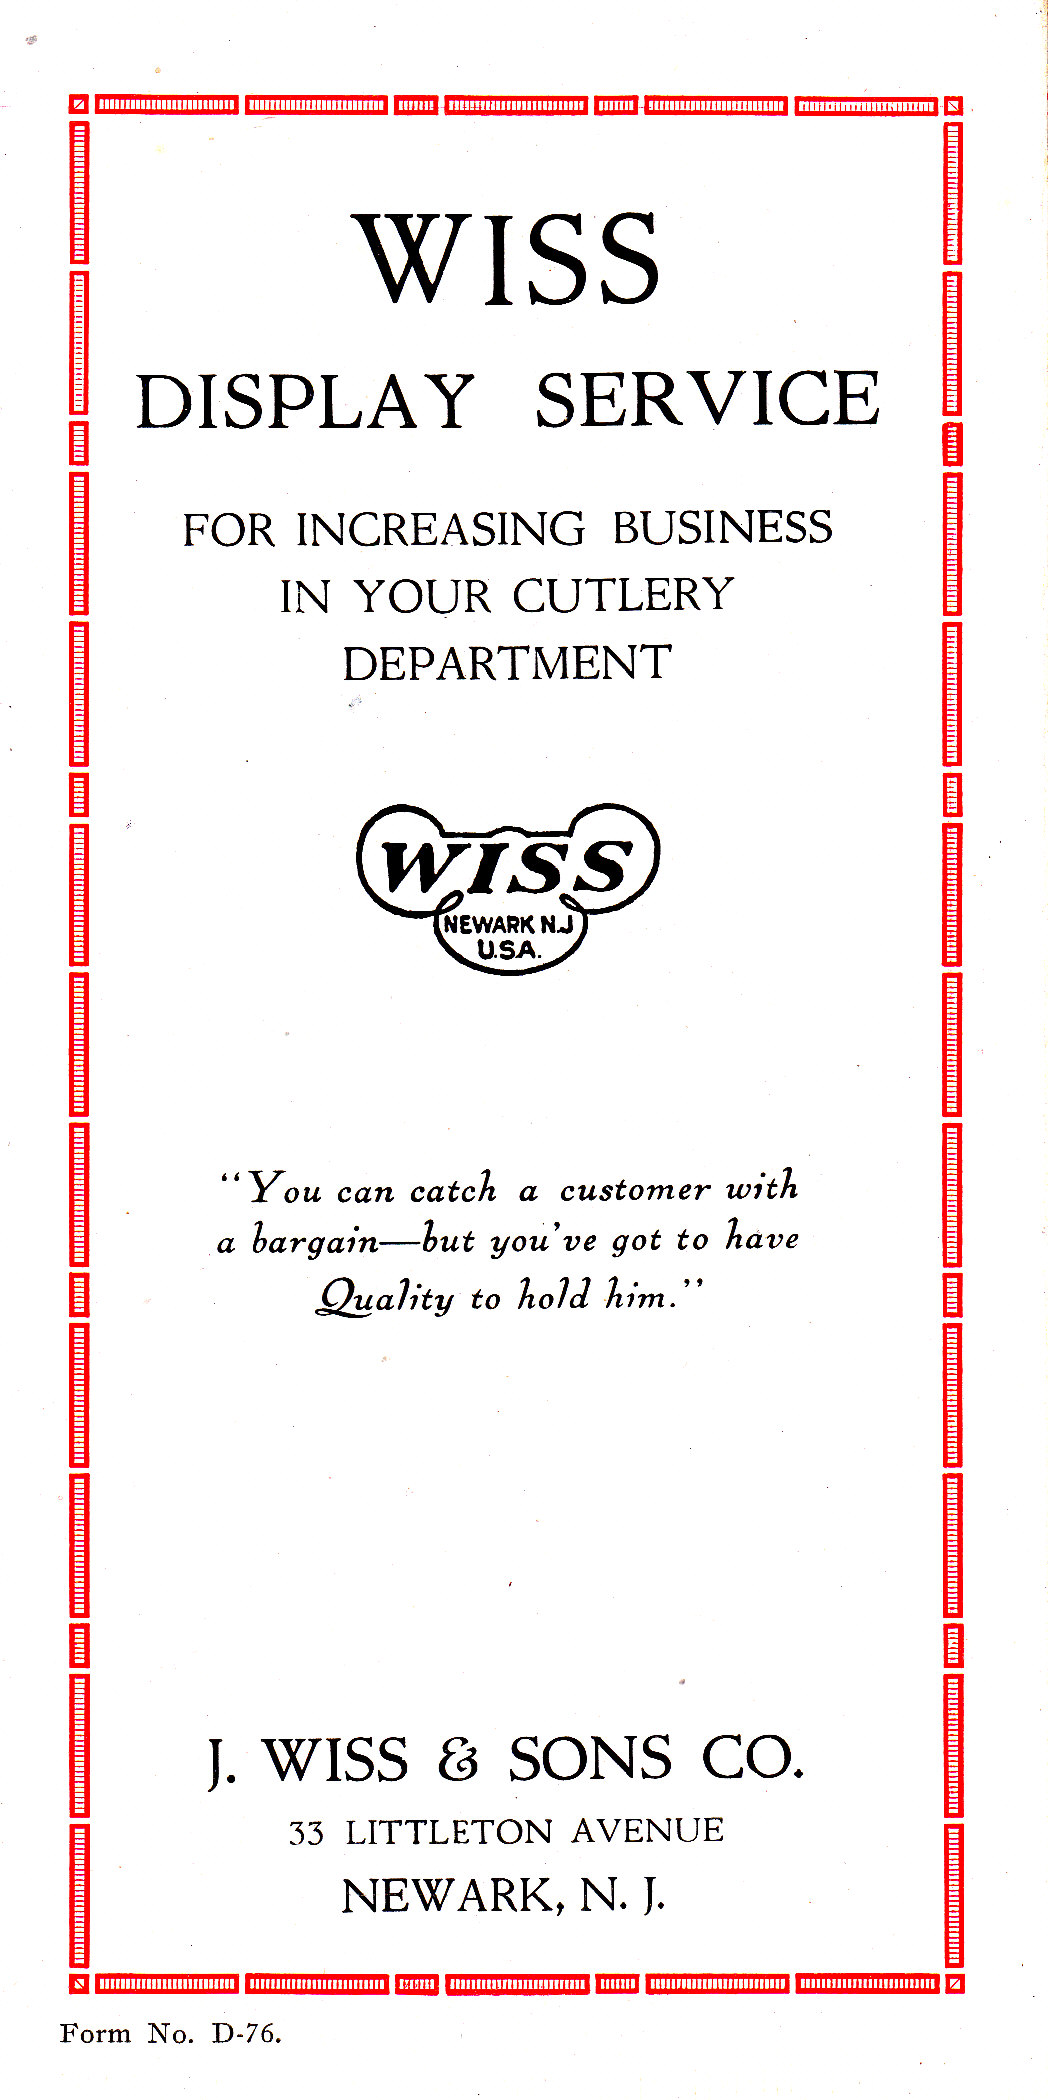 WISS
DISPLAY SERVICE
FOR INCREASING BUSINESS
IN YOUR CUTLERY
DEPARTMENT
WISS
NEWARK N.J
U.S.A.
“You can catch a customer with
a bargain—but you’ve got to have
Quality to hold him.”
J. WISS & SONS CO.
33 LITTLETON AVENUE
NEWARK, N. J.
Form No. D-76.